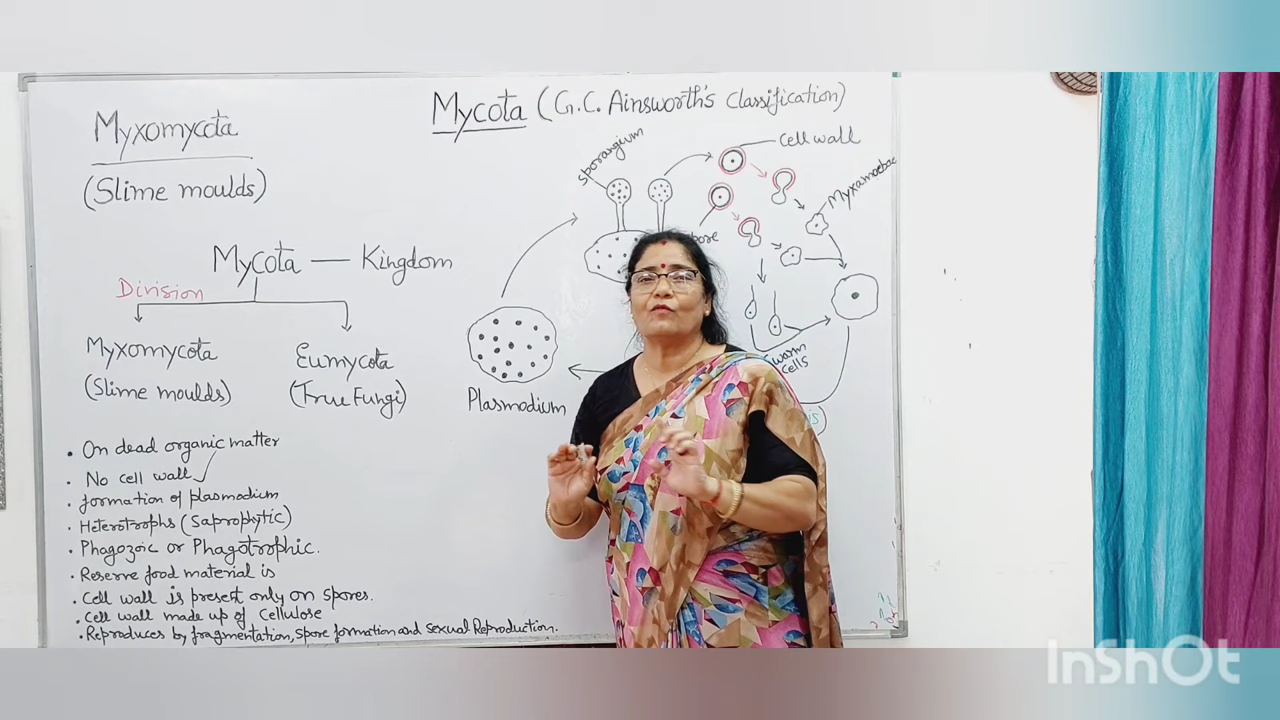 Mycota (G.C. Ainsworth's Classification)
Myxomycota
(Slime moulds)
Mycota — Kingdom
Division
Myxomycota
(Slime moulds)
Eumycota
(True Fungi)
• On dead organic matter
• No cell wall
• formation of plasmodium
• Heterotrophs (Saprophytic)
• Phagozoic or Phagotrophic.
• Reserve food material is
• Cell wall is present only on spores.
• Cell wall made up of Cellulose
• Reproduces by fragmentation, Spore formation and Sexual Reproduction.
Sporangium
Cell wall
Myxamoebae
Swarm
cells
Plasmodium
InShOt